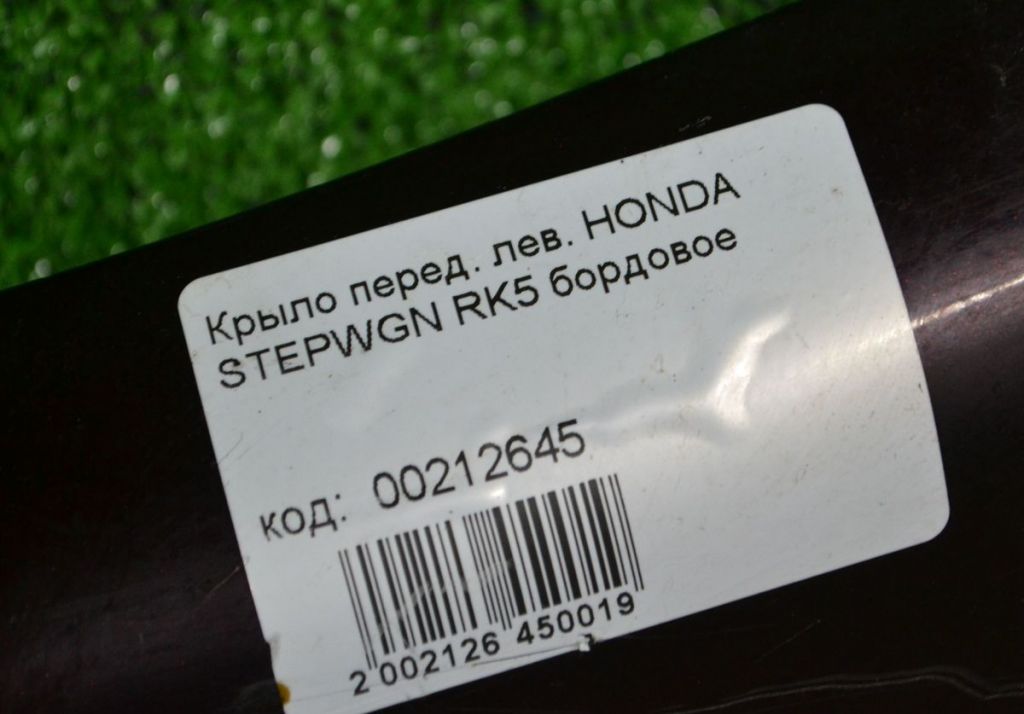 Крыло перед. лев. HONDA
STEPWGN RK5 бордовое
код: 00212645
2 002126 450019